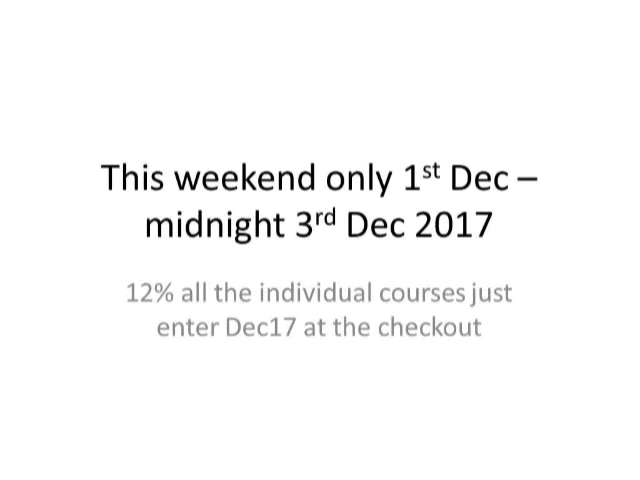 This weekend only 1st Dec –
midnight 3rd Dec 2017
12% all the individual courses just
enter Dec17 at the checkout